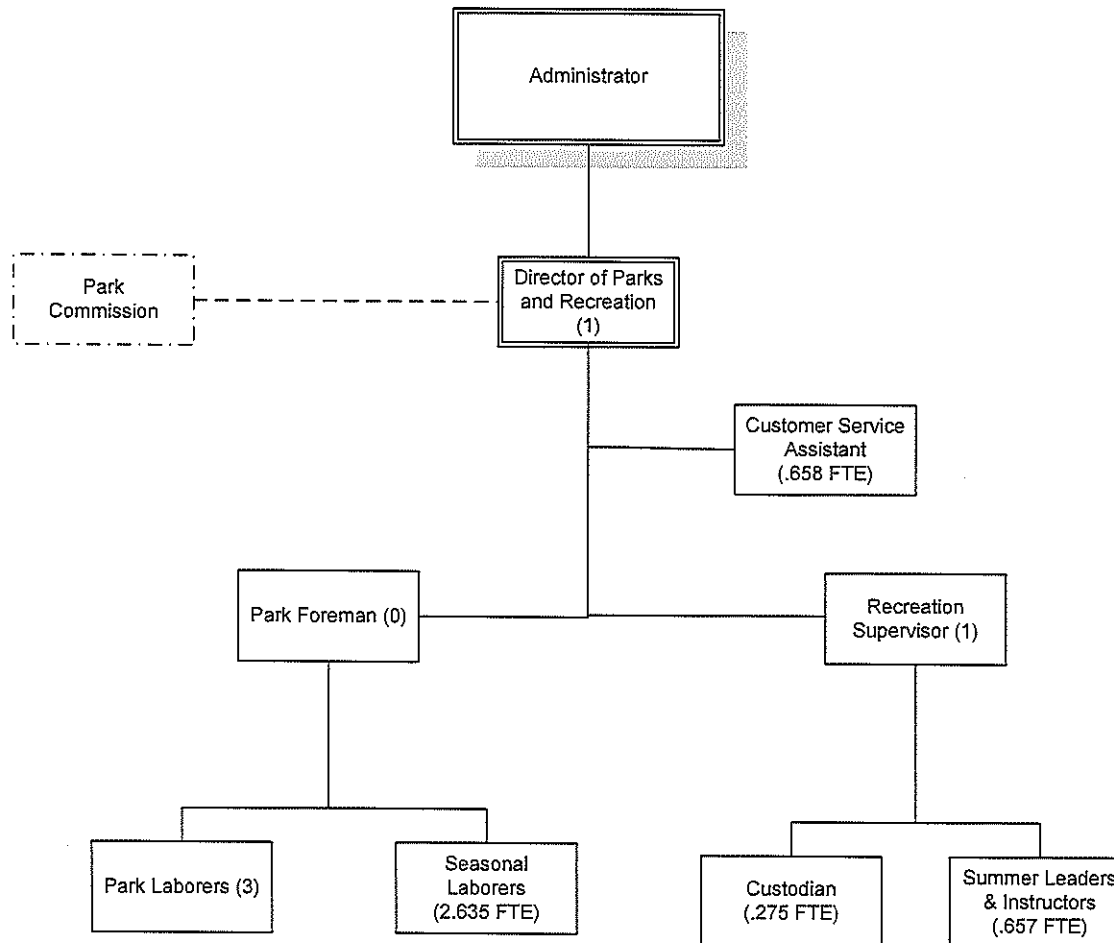 Administrator
Director of Parks
and Recreation
(1)
Park
Commission
Customer Service
Assistant
(.658 FTE)
Park Foreman (0)
Recreation
Supervisor (1)
Park Laborers (3)
Seasonal
Laborers
(2.635 FTE)
Custodian
(.275 FTE)
Summer Leaders
& Instructors
(.657 FTE)